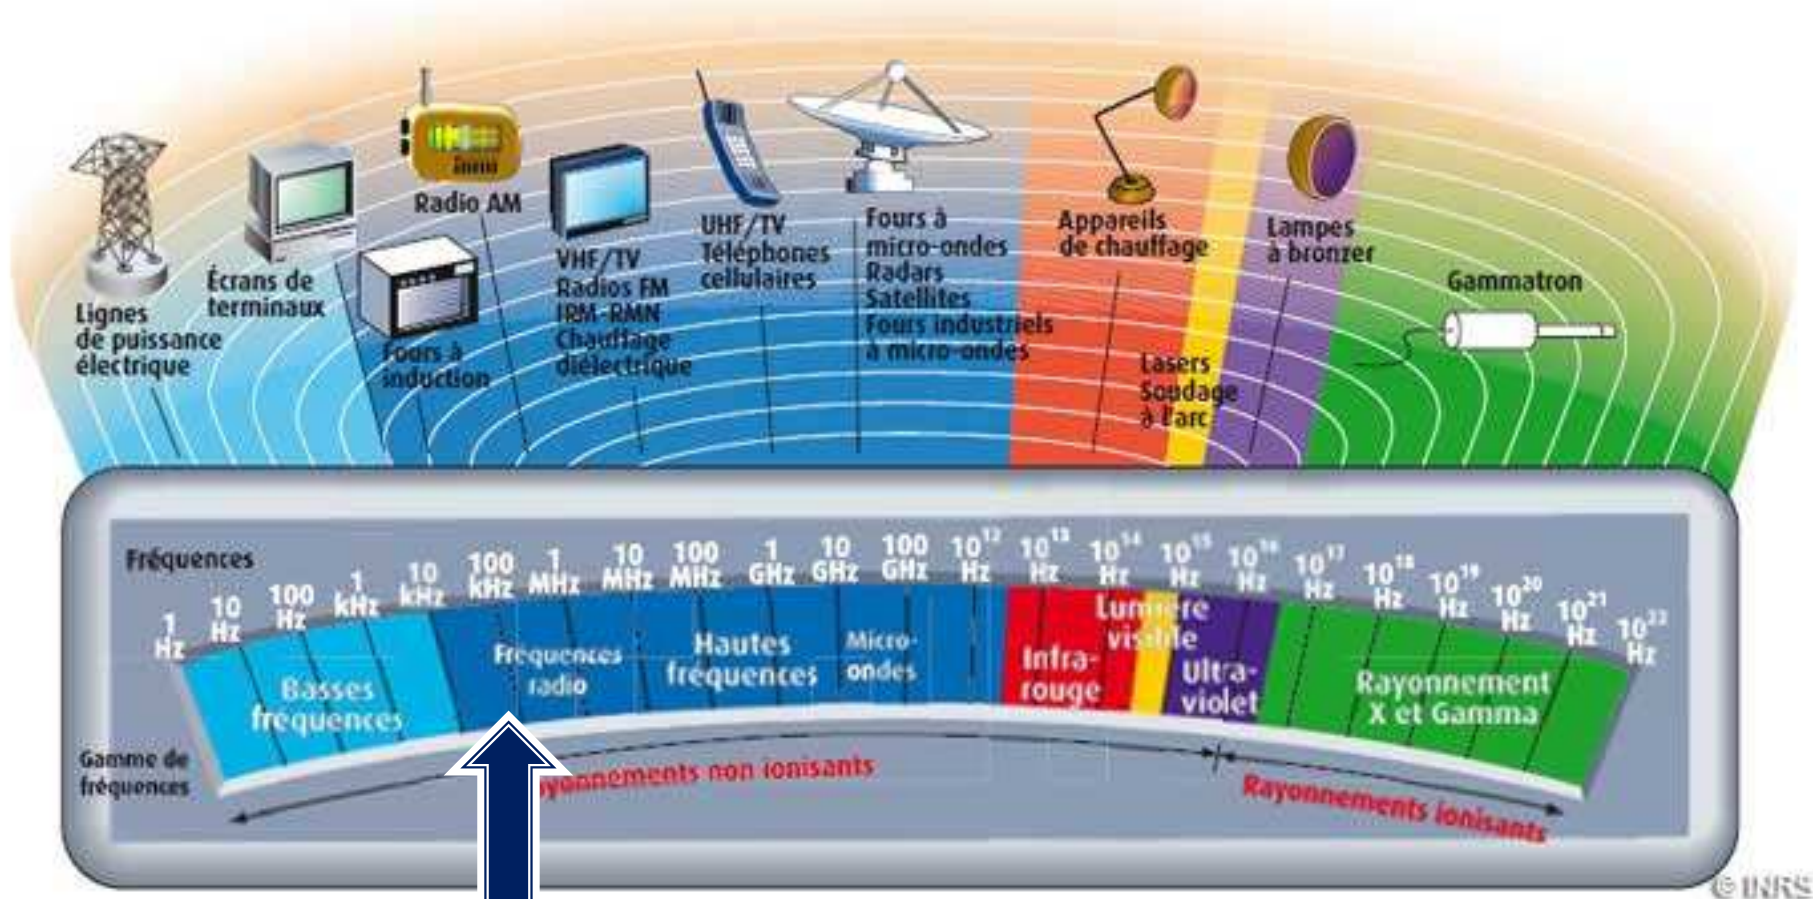 Radio AM
Écrans de
terminaux
Lignes
de puissance
électrique
Fours à
induction
VHF/TV
Radios FM
IRM-RMN
Chauffage
diélectrique
UHF/TV
Téléphones
cellulaires
Fours à
micro-ondes
Radars
Satellites
Fours industriels
à micro-ondes
Appareils
de chauffage
Lasers
Soudage
à l'arc
Lampes
à bronzer
Gammatron
Fréquences
1 Hz
10 Hz
100 Hz
1 kHz
10 kHz
100 kHz
1 MHz
10 MHz
100 MHz
1 GHz
10 GHz
100 GHz
10¹² Hz
10¹³ Hz
10¹⁴ Hz
10¹⁵ Hz
10¹⁶ Hz
10¹⁷ Hz
10¹⁸ Hz
10¹⁹ Hz
10²⁰ Hz
10²¹ Hz
10²² Hz
Basses
fréquences
Fréquences
radio
Hautes
fréquences
Micro-
ondes
Infra-
rouge
Lumière
visible
Ultra-
violet
Rayonnement
X et Gamma
Gamme de
fréquences
yonnements non ionisants
Rayonnements ionisants
© INRS